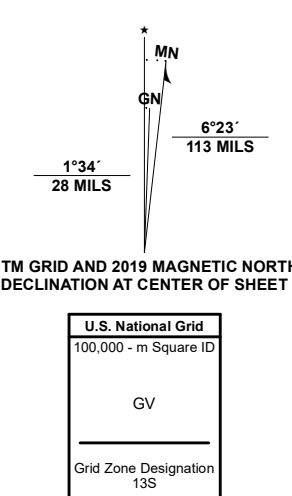 ★
MN
GN
6°23´
113 MILS
1°34´
28 MILS
TM GRID AND 2019 MAGNETIC NORTH
DECLINATION AT CENTER OF SHEET
U.S. National Grid
100,000 - m Square ID
GV
Grid Zone Designation
13S